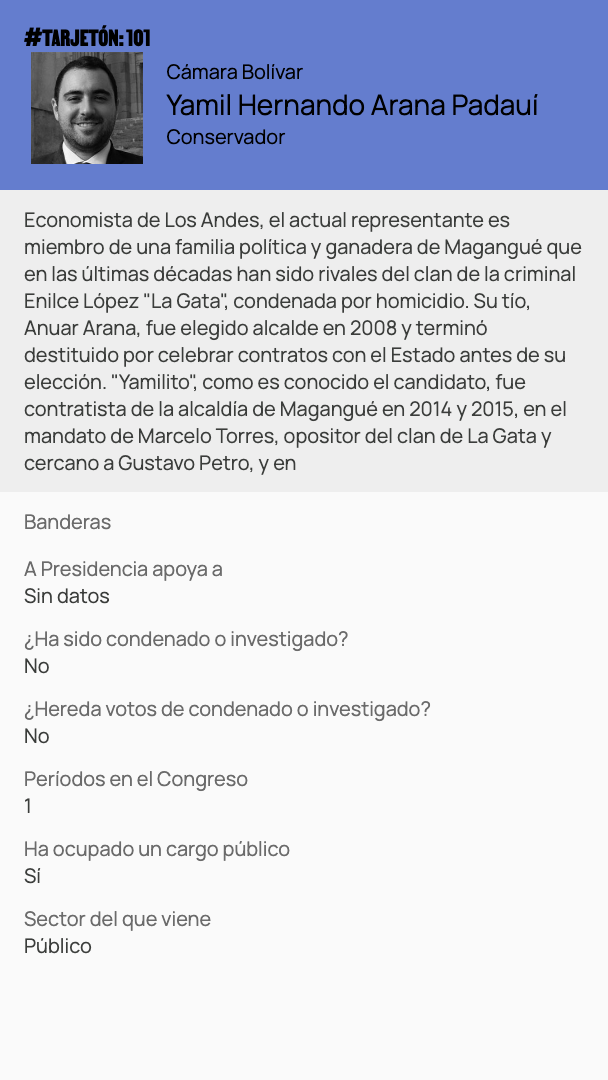 #TARJETÓN: 101
Cámara Bolívar
Yamil Hernando Arana Padauí
Conservador
Economista de Los Andes, el actual representante es
miembro de una familia política y ganadera de Magangué que
en las últimas décadas han sido rivales del clan de la criminal
Enilce López "La Gata", condenada por homicidio. Su tío,
Anuar Arana, fue elegido alcalde en 2008 y terminó
destituido por celebrar contratos con el Estado antes de su
elección. "Yamilito", como es conocido el candidato, fue
contratista de la alcaldía de Magangué en 2014 y 2015, en el
mandato de Marcelo Torres, opositor del clan de La Gata y
cercano a Gustavo Petro, y en
Banderas
A Presidencia apoya a
Sin datos
¿Ha sido condenado o investigado?
No
¿Hereda votos de condenado o investigado?
No
Períodos en el Congreso
1
Ha ocupado un cargo público
Sí
Sector del que viene
Público